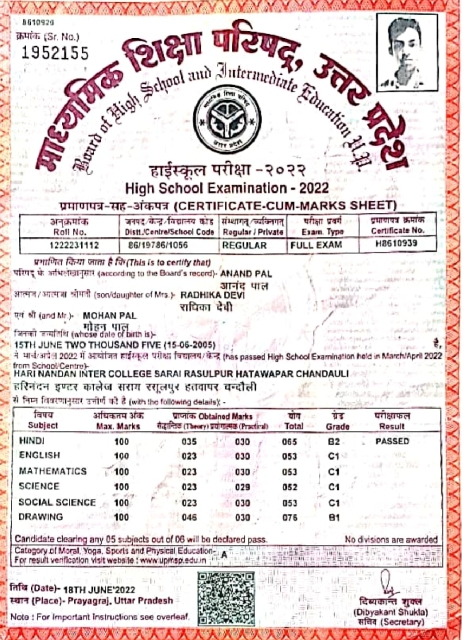 8610920
क्रमांक (Sr. No.)
1952155
माध्यमिक शिक्षा परिषद्, उत्तर प्रदेश
Board of High School and Intermediate Education U.P.
हाईस्कूल परीक्षा -२०२२
High School Examination - 2022
प्रमाणपत्र-सह-अंकपत्र (CERTIFICATE-CUM-MARKS SHEET)
अनुक्रमांक जनपद/केन्द्र/विद्यालय कोड संस्थागत/व्यक्तिगत परीक्षा प्रवर्ग प्रमाणपत्र क्रमांक
Roll No. Distt./Centre/School Code Regular / Private Exam. Type Certificate No.
1222231112 86/19786/1056 REGULAR FULL EXAM H8610939
प्रमाणित किया जाता है कि (This is to certify that)
परिषद् के अभिलेखानुसार (according to the Board's record)- ANAND PAL
आनंद पाल
आत्मज/आत्मजा श्रीमती (son/daughter of Mrs.)- RADHIKA DEVI
राधिका देवी
एवं श्री (and Mr.)- MOHAN PAL
मोहन पाल
जिनकी जन्मतिथि (whose date of birth is)-
15TH JUNE TWO THOUSAND FIVE (15-06-2005) है,
ने मार्च/अप्रैल 2022 में आयोजित हाईस्कूल परीक्षा विद्यालय/केन्द्र (has passed High School Examination held in March/April 2022
from School/Centre)-
HARI NANDAN INTER COLLEGE SARAI RASULPUR HATAWAPAR CHANDAULI
हरिनंदन इण्टर कालेज सराय रसूलपुर हतवापर चन्दौली
से निम्न विवरणानुसार उत्तीर्ण की है (with the following details):-
विषय अधिकतम अंक प्राप्तांक Obtained Marks योग ग्रेड परीक्षाफल
Subject Max. Marks सैद्धांतिक (Theory) प्रयोगात्मक (Practical) Total Grade Result
HINDI 100 035 030 065 B2 PASSED
ENGLISH 100 023 030 053 C1
MATHEMATICS 100 023 030 053 C1
SCIENCE 100 023 029 052 C1
SOCIAL SCIENCE 100 023 030 053 C1
DRAWING 100 046 030 076 B1
Candidate clearing any 05 subjects out of 06 will be declared pass. No divisions are awarded
Category of Moral, Yoga, Sports and Physical Education- A
For result verification visit website : www.upmsp.edu.in
तिथि (Date)- 18TH JUNE'2022
स्थान (Place)- Prayagraj, Uttar Pradesh
Note : For Important Instructions see overleaf.
दिब्यकान्त शुक्ल
(Dibyakant Shukla)
सचिव (Secretary)